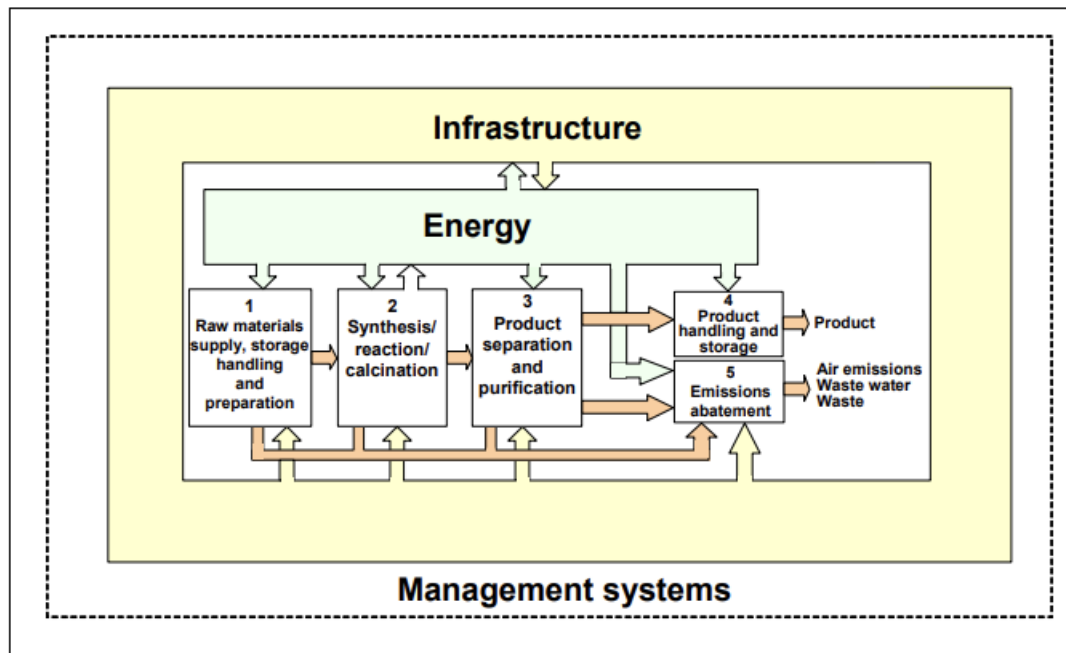 Infrastructure
Energy
1
Raw materials
supply, storage
handling
and
preparation
2
Synthesis/
reaction/
calcination
3
Product
separation
and
purification
4
Product
handling and
storage
Product
5
Emissions
abatement
Air emissions
Waste water
Waste
Management systems